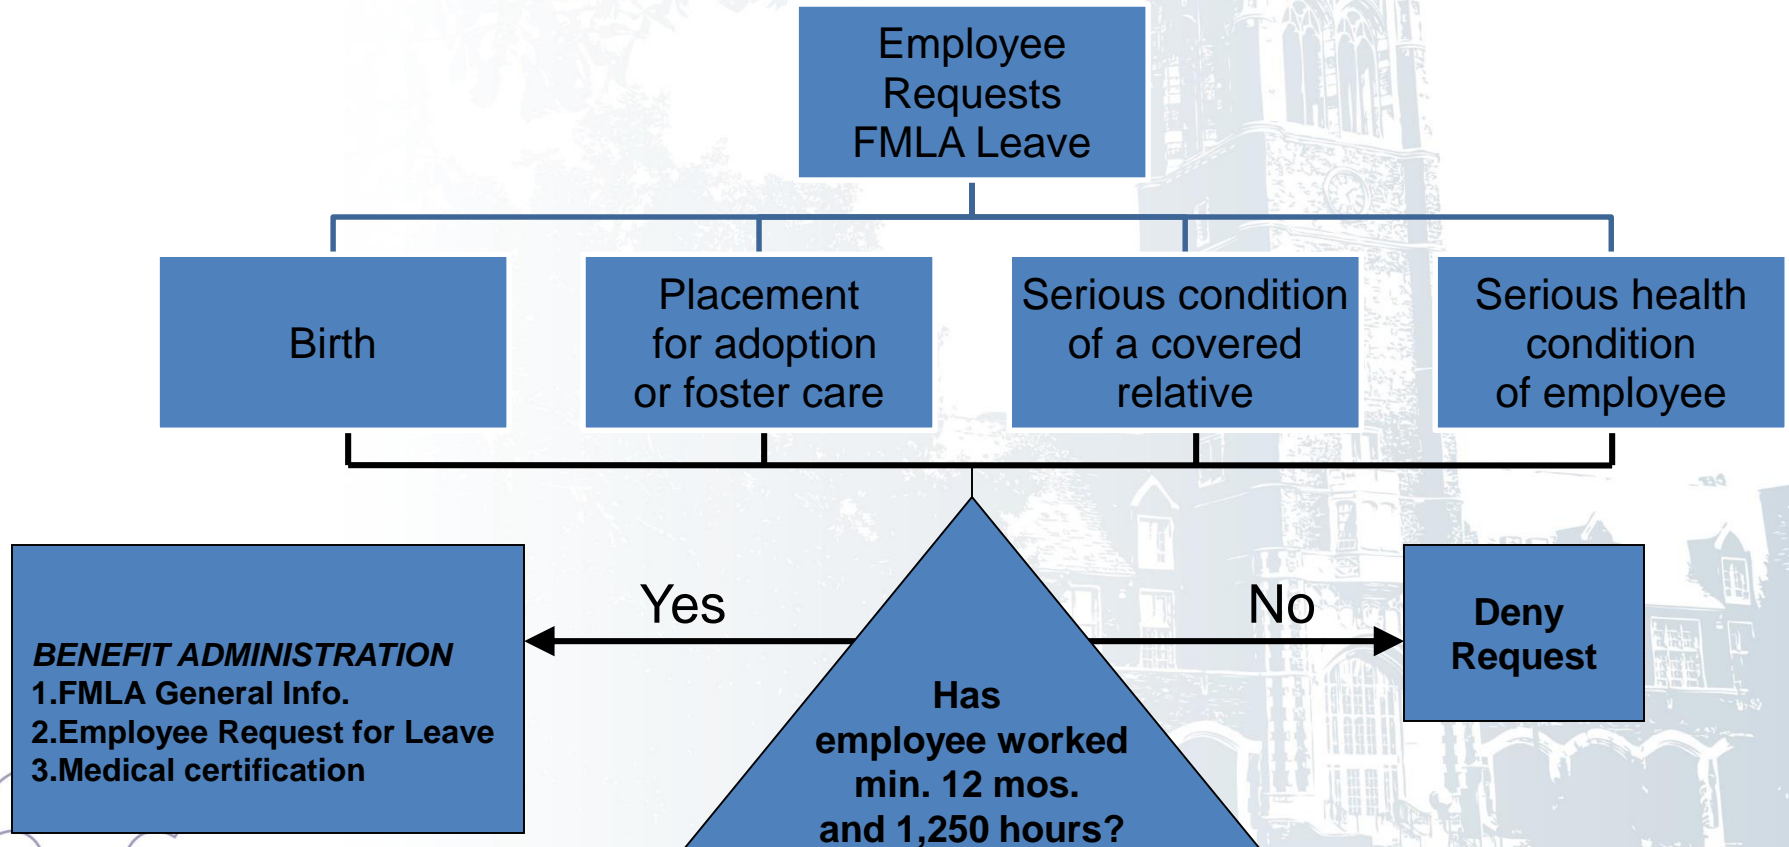 Employee
Requests
FMLA Leave
Birth
Placement
for adoption
or foster care
Serious condition
of a covered
relative
Serious health
condition
of employee
Yes
No
BENEFIT ADMINISTRATION
1.FMLA General Info.
2.Employee Request for Leave
3.Medical certification
Has
employee worked
min. 12 mos.
and 1,250 hours?
Deny
Request